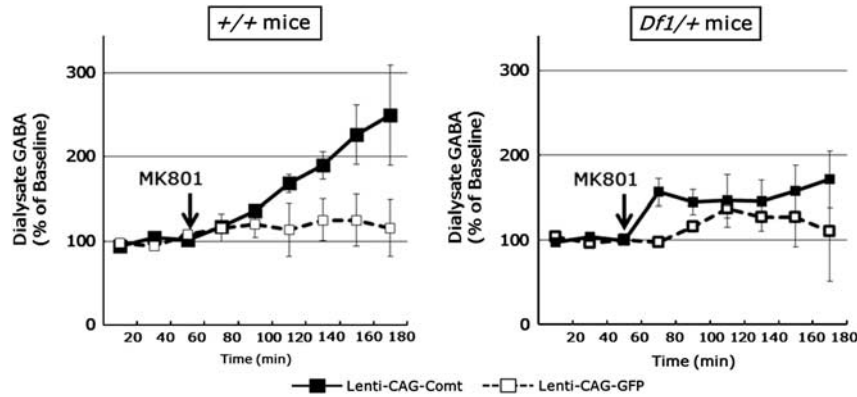 +/+ mice
Df1/+ mice
Dialysate GABA
(% of Baseline)
300
200
100
0
MK801
20 40 60 80 100 120 140 160 180
Time (min)
Dialysate GABA
(% of Baseline)
300
200
100
0
MK801
20 40 60 80 100 120 140 160 180
Time (min)
Lenti-CAG-Comt
Lenti-CAG-GFP